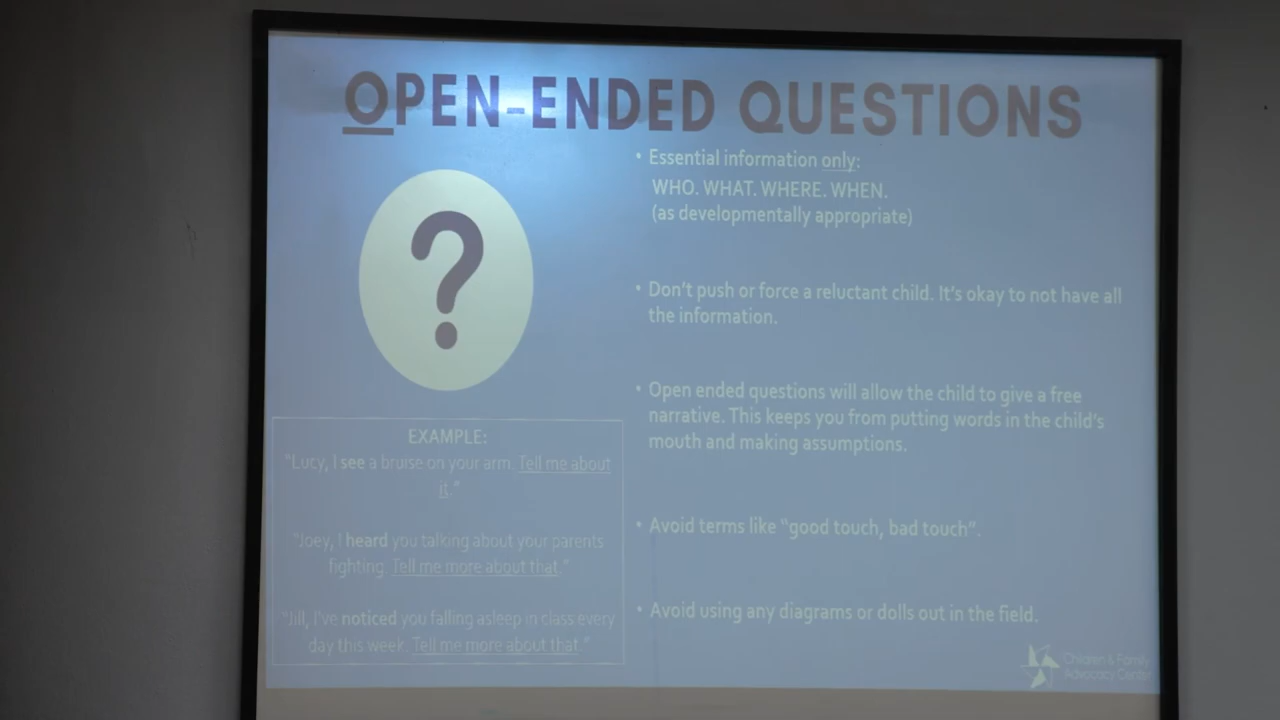 OPEN-ENDED QUESTIONS
?
EXAMPLE:
"Lucy, I see a bruise on your arm. Tell me about
it."
"Joey, I heard you talking about your parents
fighting. Tell me more about that."
"Jill, I've noticed you falling asleep in class every
day this week. Tell me more about that."
• Essential information only:
WHO. WHAT. WHERE. WHEN.
(as developmentally appropriate)
• Don't push or force a reluctant child. It's okay to not have all
the information.
• Open ended questions will allow the child to give a free
narrative. This keeps you from putting words in the child's
mouth and making assumptions.
• Avoid terms like "good touch, bad touch".
• Avoid using any diagrams or dolls out in the field.
Children & Family
Advocacy Center